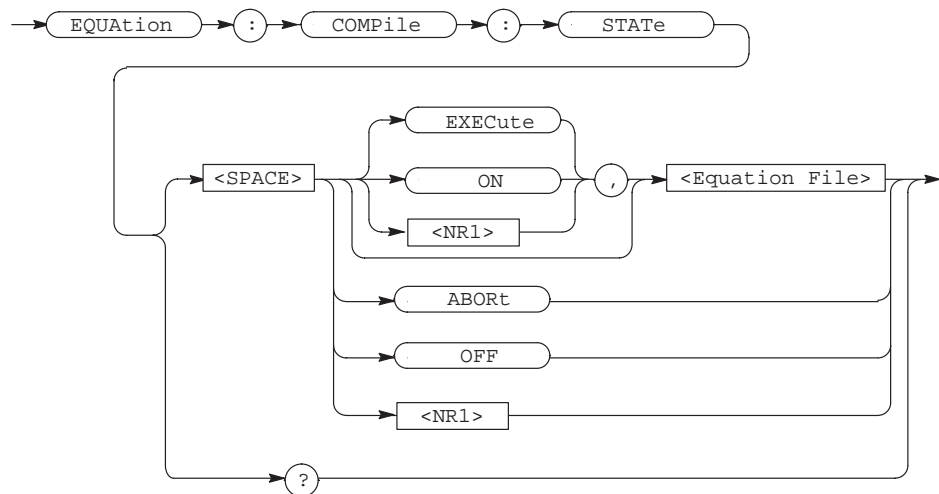 EQUAtion : COMPile : STATe
EXECute
<SPACE> ON , <Equation File>
<NR1>
ABORt
OFF
<NR1>
?